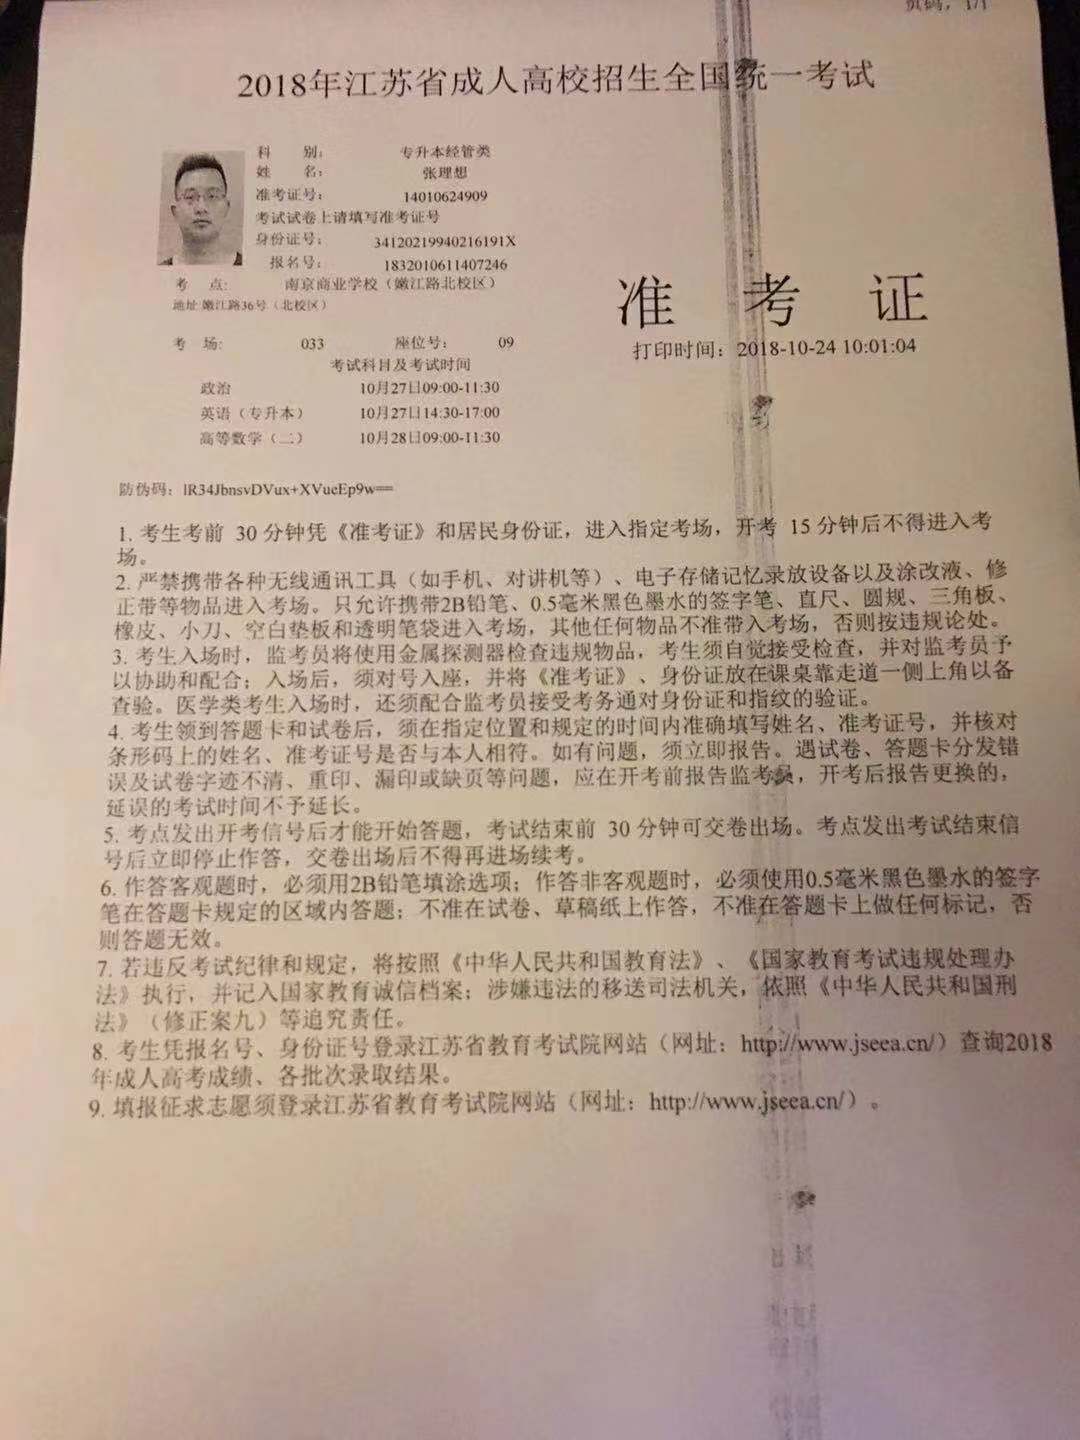 页码，1/1
2018年江苏省成人高校招生全国统一考试
科 别： 专升本经管类
姓 名： 张理想
准考证号： 14010624909
考试试卷上请填写准考证号
身份证号： 34120219940216191X
报名号： 1832010611407246
考 点： 南京商业学校（嫩江路北校区）
地址:嫩江路36号（北校区）
准 考 证
打印时间：2018-10-24 10:01:04
考 场: 033 座位号： 09
考试科目及考试时间
政治 10月27日09:00-11:30
英语（专升本） 10月27日14:30-17:00
高等数学（二） 10月28日09:00-11:30
防伪码：lR34JbnsvDVux+XVueEp9w==
1. 考生考前 30 分钟凭《准考证》和居民身份证，进入指定考场，开考 15 分钟后不得进入考
场。
2. 严禁携带各种无线通讯工具（如手机、对讲机等）、电子存储记忆录放设备以及涂改液、修
正带等物品进入考场。只允许携带2B铅笔、0.5毫米黑色墨水的签字笔、直尺、圆规、三角板、
橡皮、小刀、空白垫板和透明笔袋进入考场，其他任何物品不准带入考场，否则按违规论处。
3. 考生入场时，监考员将使用金属探测器检查违规物品，考生须自觉接受检查，并对监考员予
以协助和配合；入场后，须对号入座，并将《准考证》、身份证放在课桌靠走道一侧上角以备
查验。医学类考生入场时，还须配合监考员接受考务通对身份证和指纹的验证。
4. 考生领到答题卡和试卷后，须在指定位置和规定的时间内准确填写姓名、准考证号，并核对
条形码上的姓名、准考证号是否与本人相符。如有问题，须立即报告。遇试卷、答题卡分发错
误及试卷字迹不清、重印、漏印或缺页等问题，应在开考前报告监考员，开考后报告更换的，
延误的考试时间不予延长。
5. 考点发出开考信号后才能开始答题，考试结束前 30 分钟可交卷出场。考点发出考试结束信
号后立即停止作答，交卷出场后不得再进场续考。
6. 作答客观题时，必须用2B铅笔填涂选项；作答非客观题时，必须使用0.5毫米黑色墨水的签字
笔在答题卡规定的区域内答题；不准在试卷、草稿纸上作答，不准在答题卡上做任何标记，否
则答题无效。
7. 若违反考试纪律和规定，将按照《中华人民共和国教育法》、《国家教育考试违规处理办
法》执行，并记入国家教育诚信档案；涉嫌违法的移送司法机关，依照《中华人民共和国刑
法》（修正案九）等追究责任。
8. 考生凭报名号、身份证号登录江苏省教育考试院网站（网址：http://www.jseea.cn/）查询2018
年成人高考成绩、各批次录取结果。
9. 填报征求志愿须登录江苏省教育考试院网站（网址：http://www.jseea.cn/）。